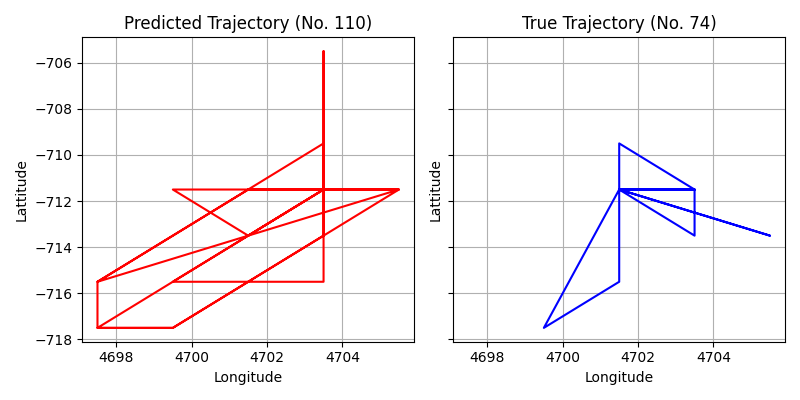 Predicted Trajectory (No. 110)
True Trajectory (No. 74)
Lattitude
−706
−708
−710
−712
−714
−716
−718
4698
4700
4702
4704
Longitude
Lattitude
4698
4700
4702
4704
Longitude